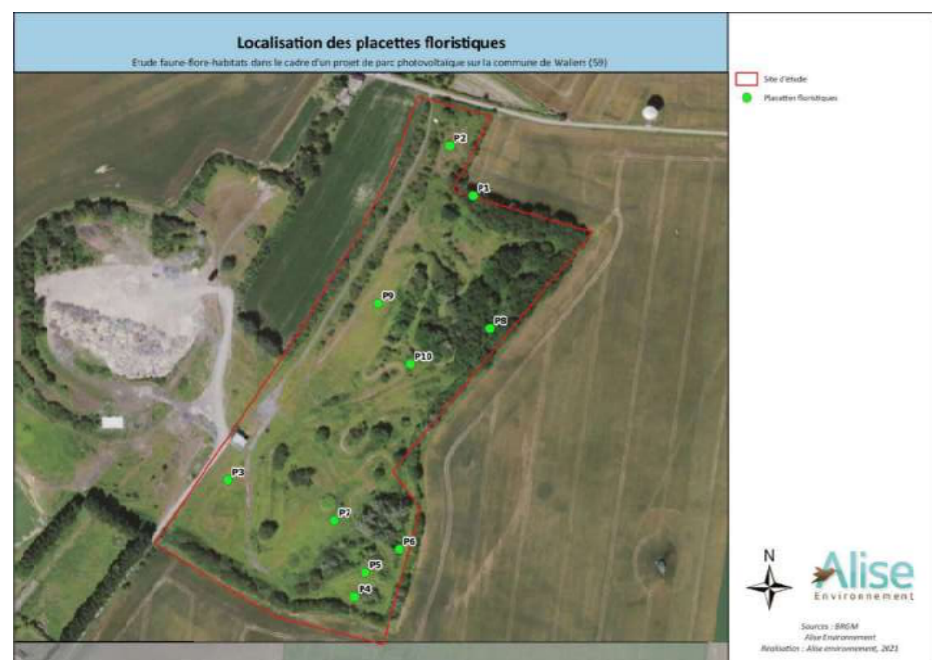 Localisation des placettes floristiques
Etude faune-flore-habitats dans le cadre d'un projet de parc photovoltaïque sur la commune de Wallers (59)
Site d'étude
Placettes floristiques
P2
P1
P9
P8
P10
P3
P7
P6
P5
P4
N
Alise
Environnement
Sources : BRGM
Alise Environnement
Réalisation : Alise environnement, 2021